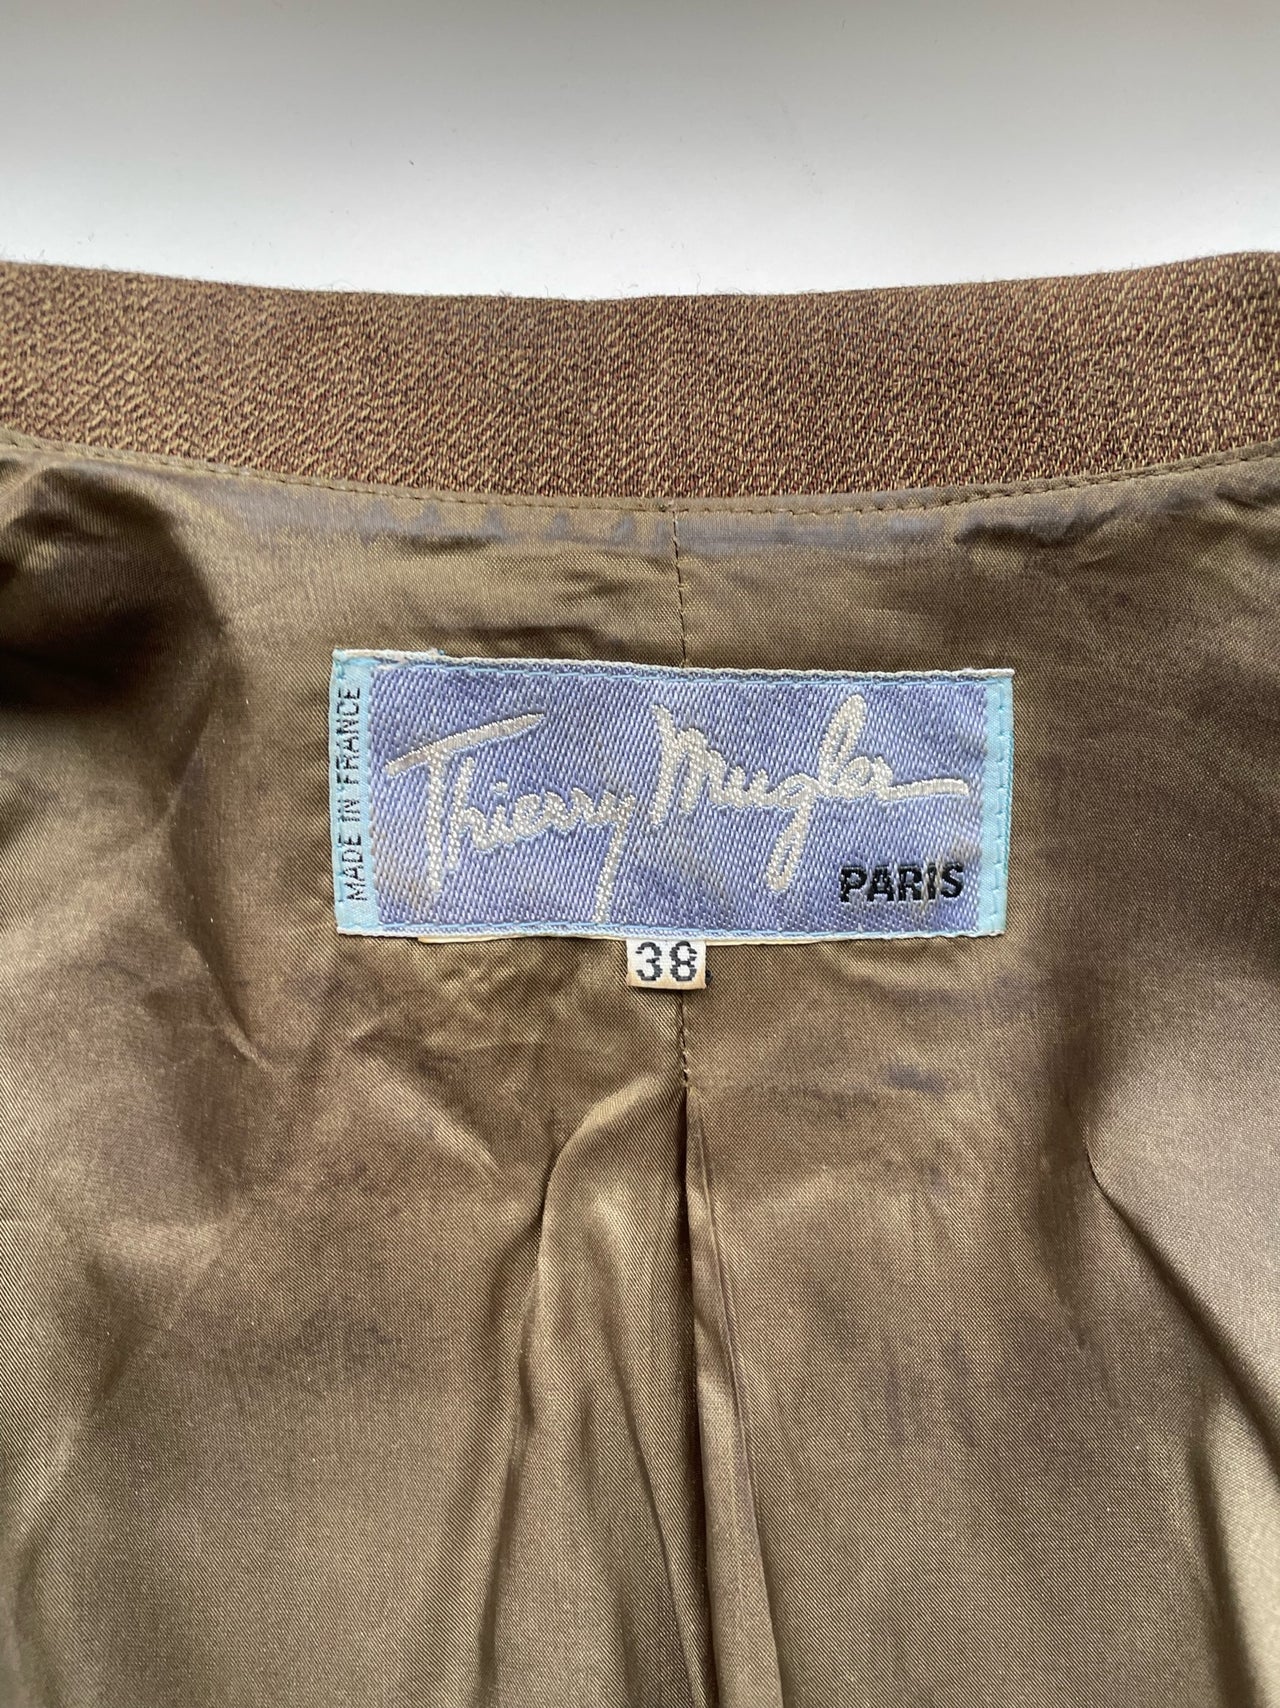 MADE IN FRANCE
Thierry Mugler
PARIS
38